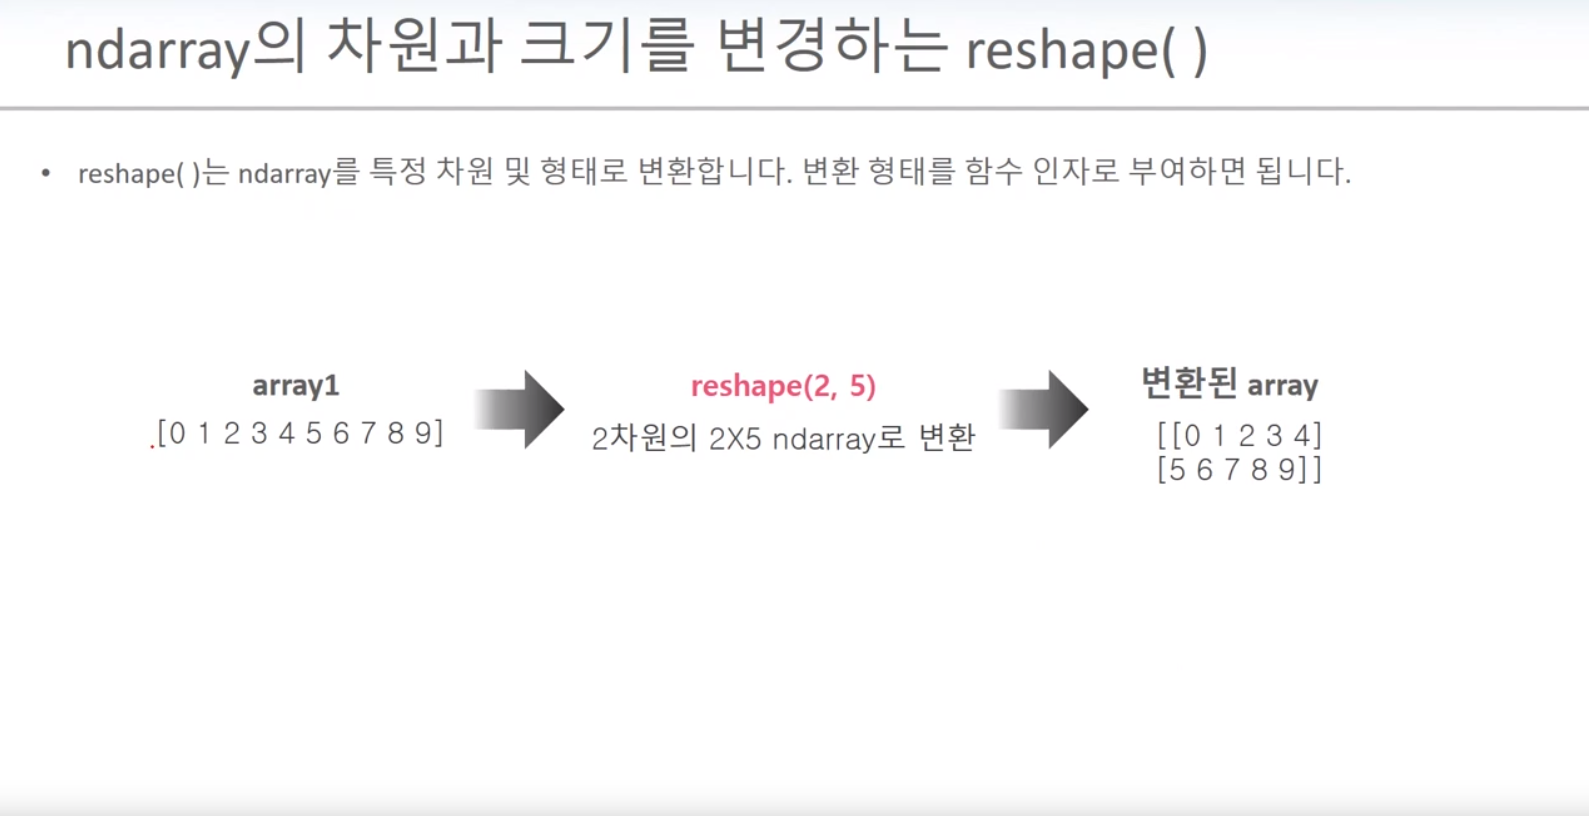 ndarray의 차원과 크기를 변경하는 reshape( )
• reshape( )는 ndarray를 특정 차원 및 형태로 변환합니다. 변환 형태를 함수 인자로 부여하면 됩니다.
array1
[0 1 2 3 4 5 6 7 8 9]
reshape(2, 5)
2차원의 2X5 ndarray로 변환
변환된 array
[[0 1 2 3 4]
[5 6 7 8 9]]